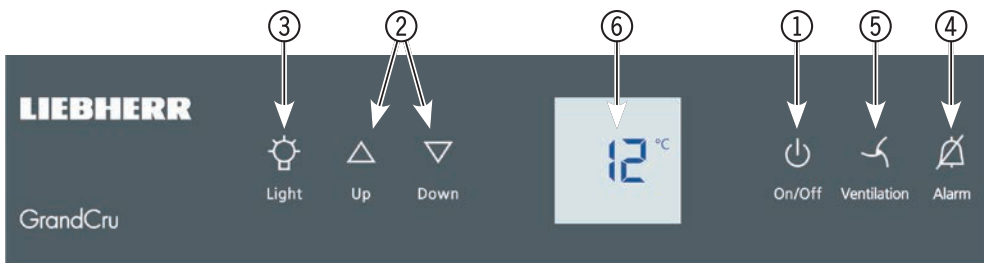 ③ ② ⑥ ① ⑤ ④
LIEBHERR
12 °C
Light Up Down On/Off Ventilation Alarm
GrandCru